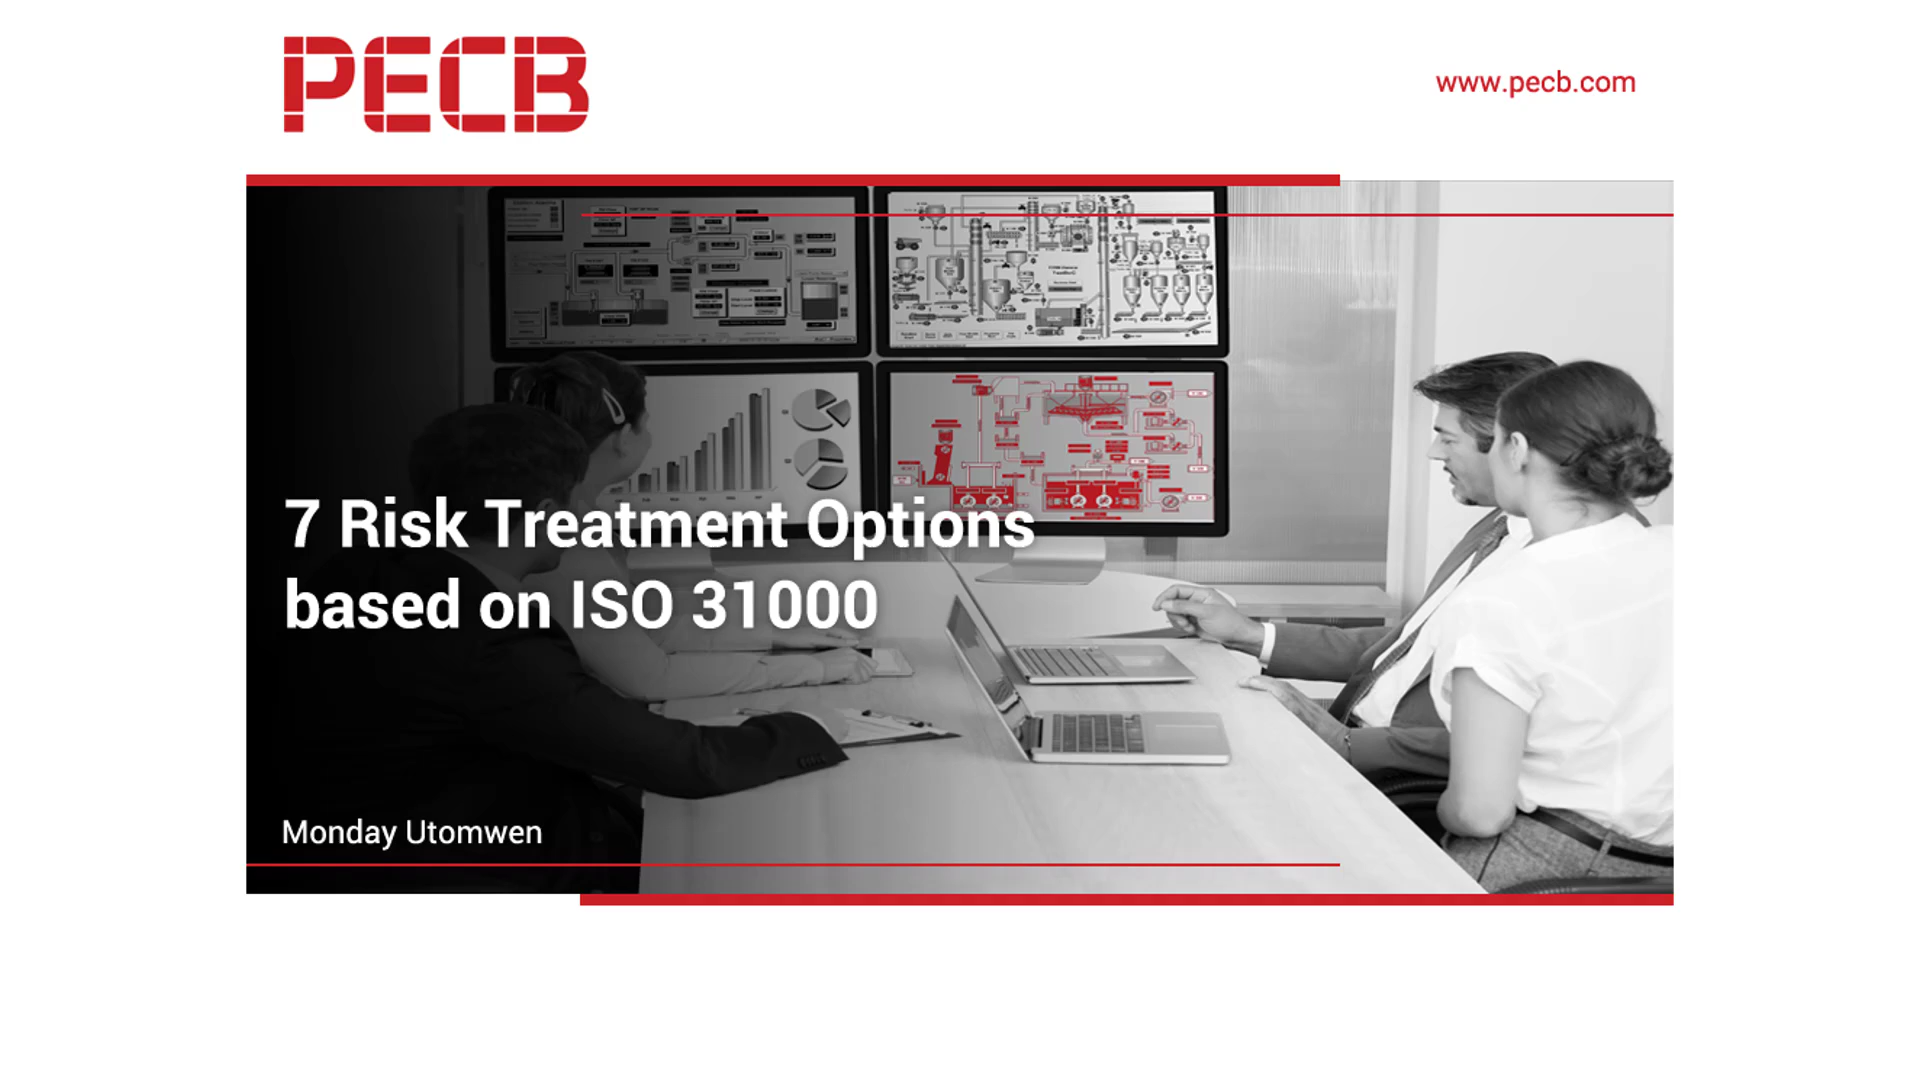 PECB
www.pecb.com
7 Risk Treatment Options
based on ISO 31000
Monday Utomwen